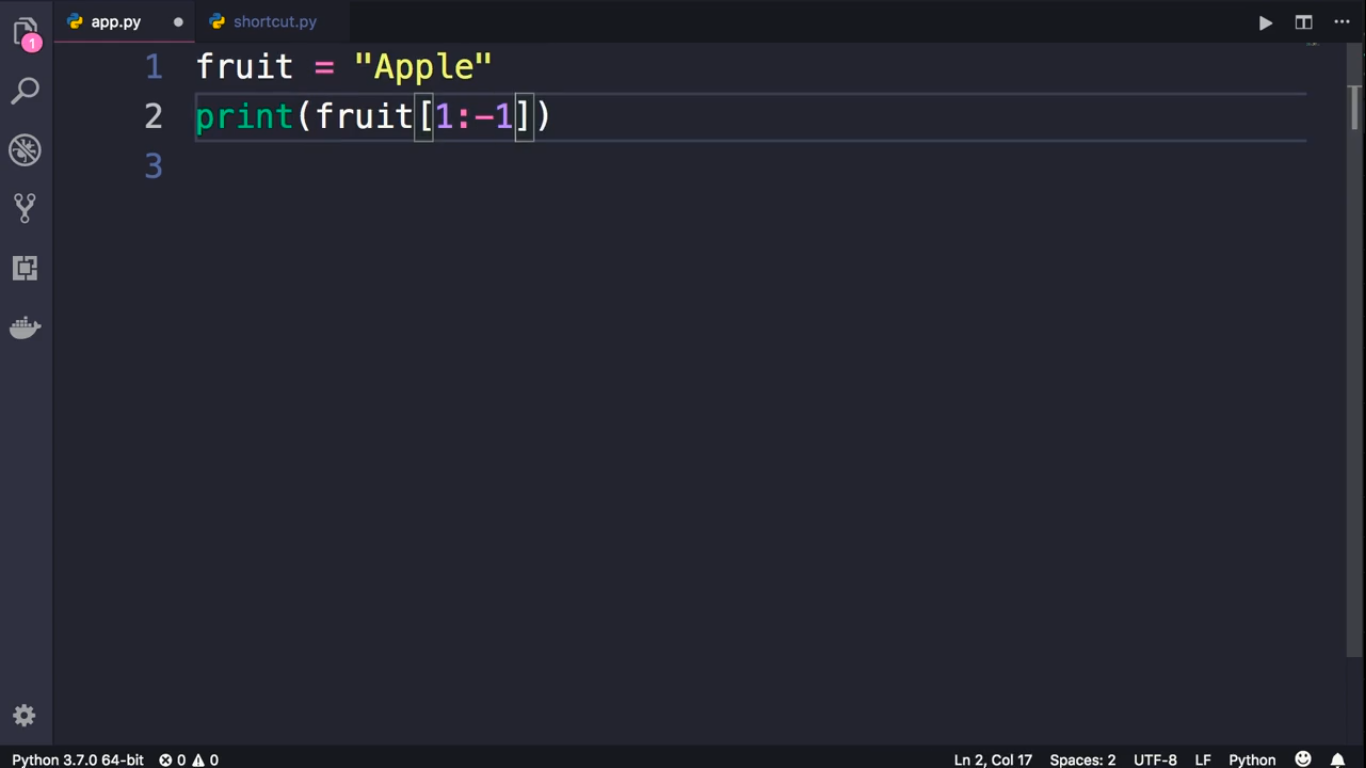 app.py
shortcut.py
1
1 fruit = "Apple"
2 print(fruit[1:-1])
3
Python 3.7.0 64-bit 0 0 Ln 2, Col 17 Spaces: 2 UTF-8 LF Python